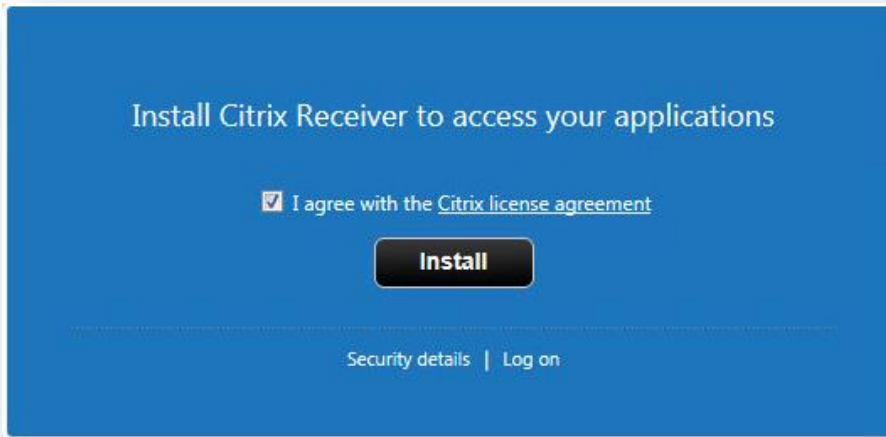 Install Citrix Receiver to access your applications
I agree with the Citrix license agreement
Install
Security details | Log on